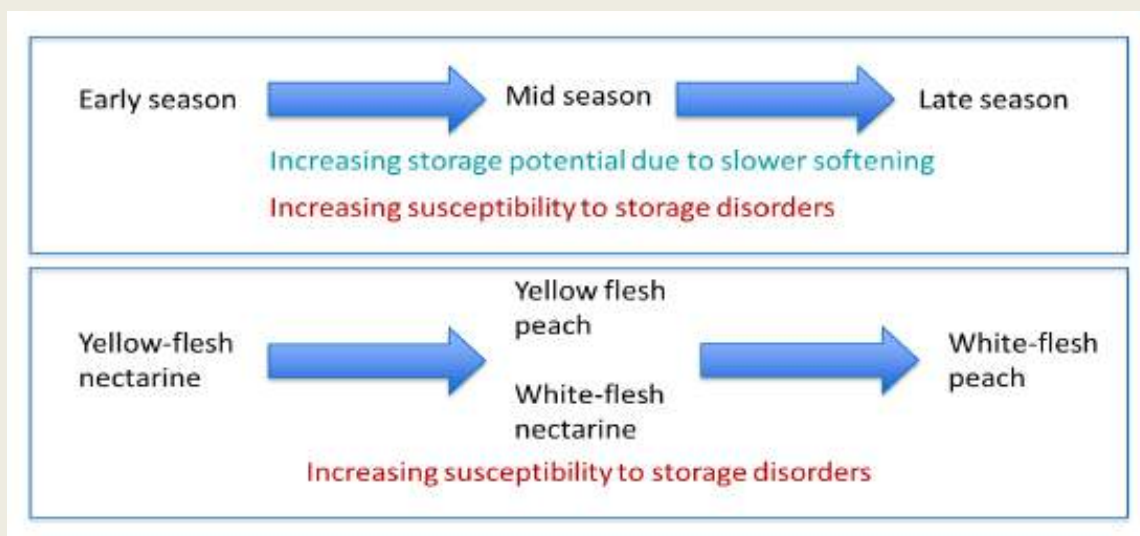 Early season
Mid season
Late season
Increasing storage potential due to slower softening
Increasing susceptibility to storage disorders
Yellow-flesh
nectarine
Yellow flesh
peach
White-flesh
nectarine
White-flesh
peach
Increasing susceptibility to storage disorders